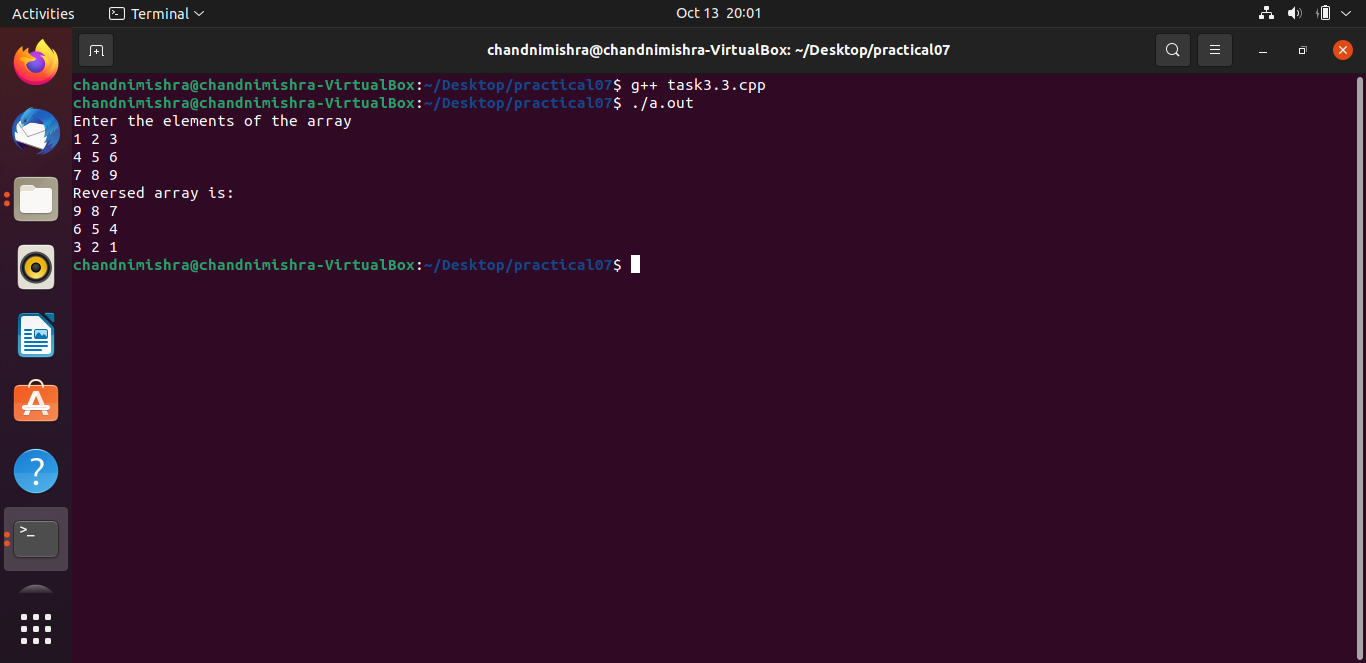 Activities Terminal Oct 13 20:01
chandnimishra@chandnimishra-VirtualBox: ~/Desktop/practical07
chandnimishra@chandnimishra-VirtualBox:~/Desktop/practical07$ g++ task3.3.cpp
chandnimishra@chandnimishra-VirtualBox:~/Desktop/practical07$ ./a.out
Enter the elements of the array
1 2 3
4 5 6
7 8 9
Reversed array is:
9 8 7
6 5 4
3 2 1
chandnimishra@chandnimishra-VirtualBox:~/Desktop/practical07$